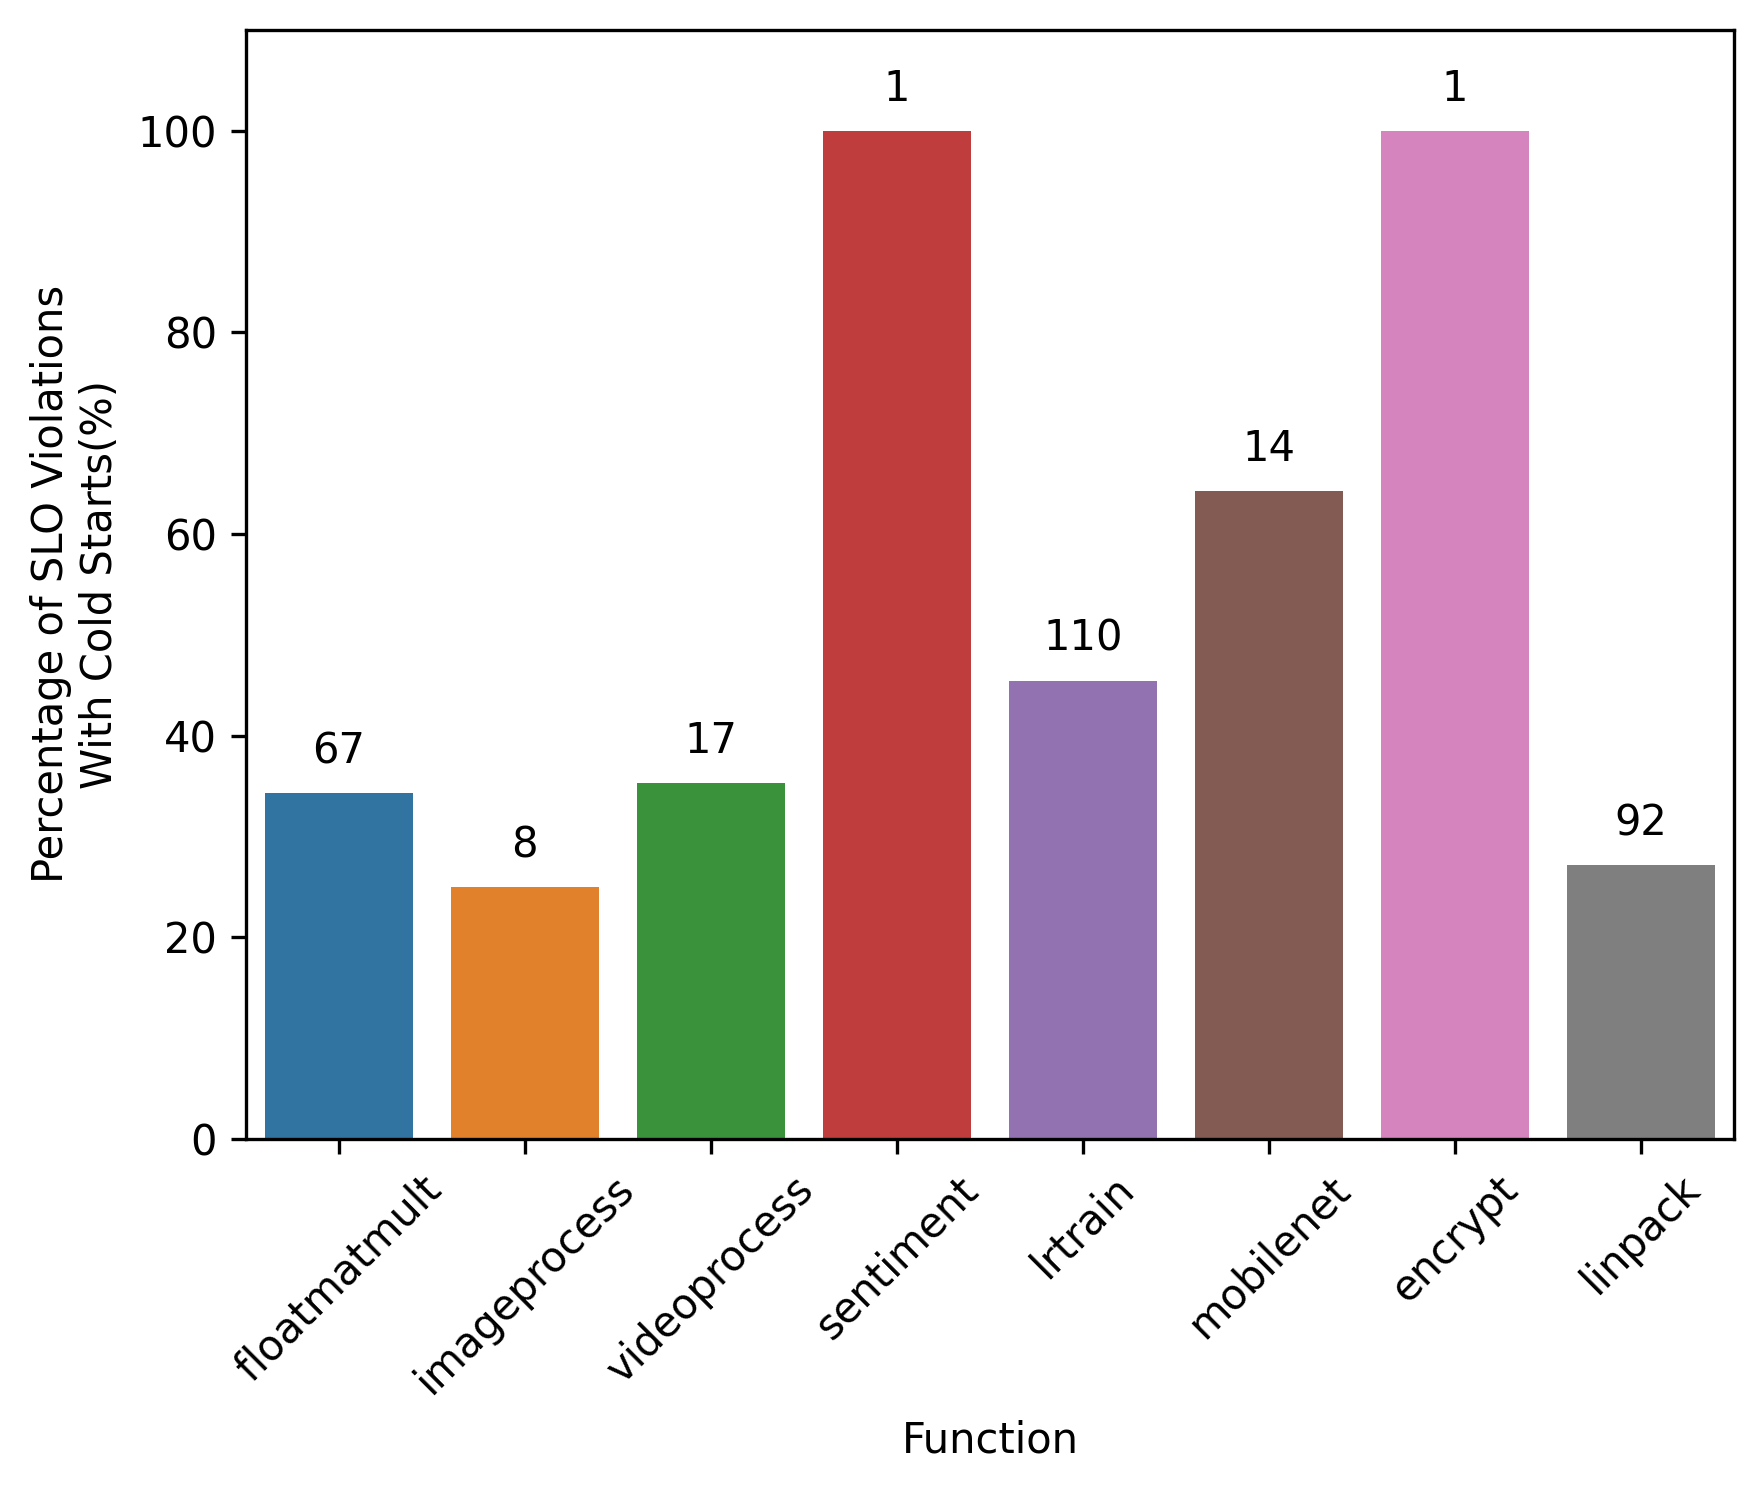 Percentage of SLO Violations
With Cold Starts(%)
100
80
60
40
20
0
67
8
17
1
110
14
1
92
floatmatmult
imageprocess
videoprocess
sentiment
lrtrain
mobilenet
encrypt
linpack
Function